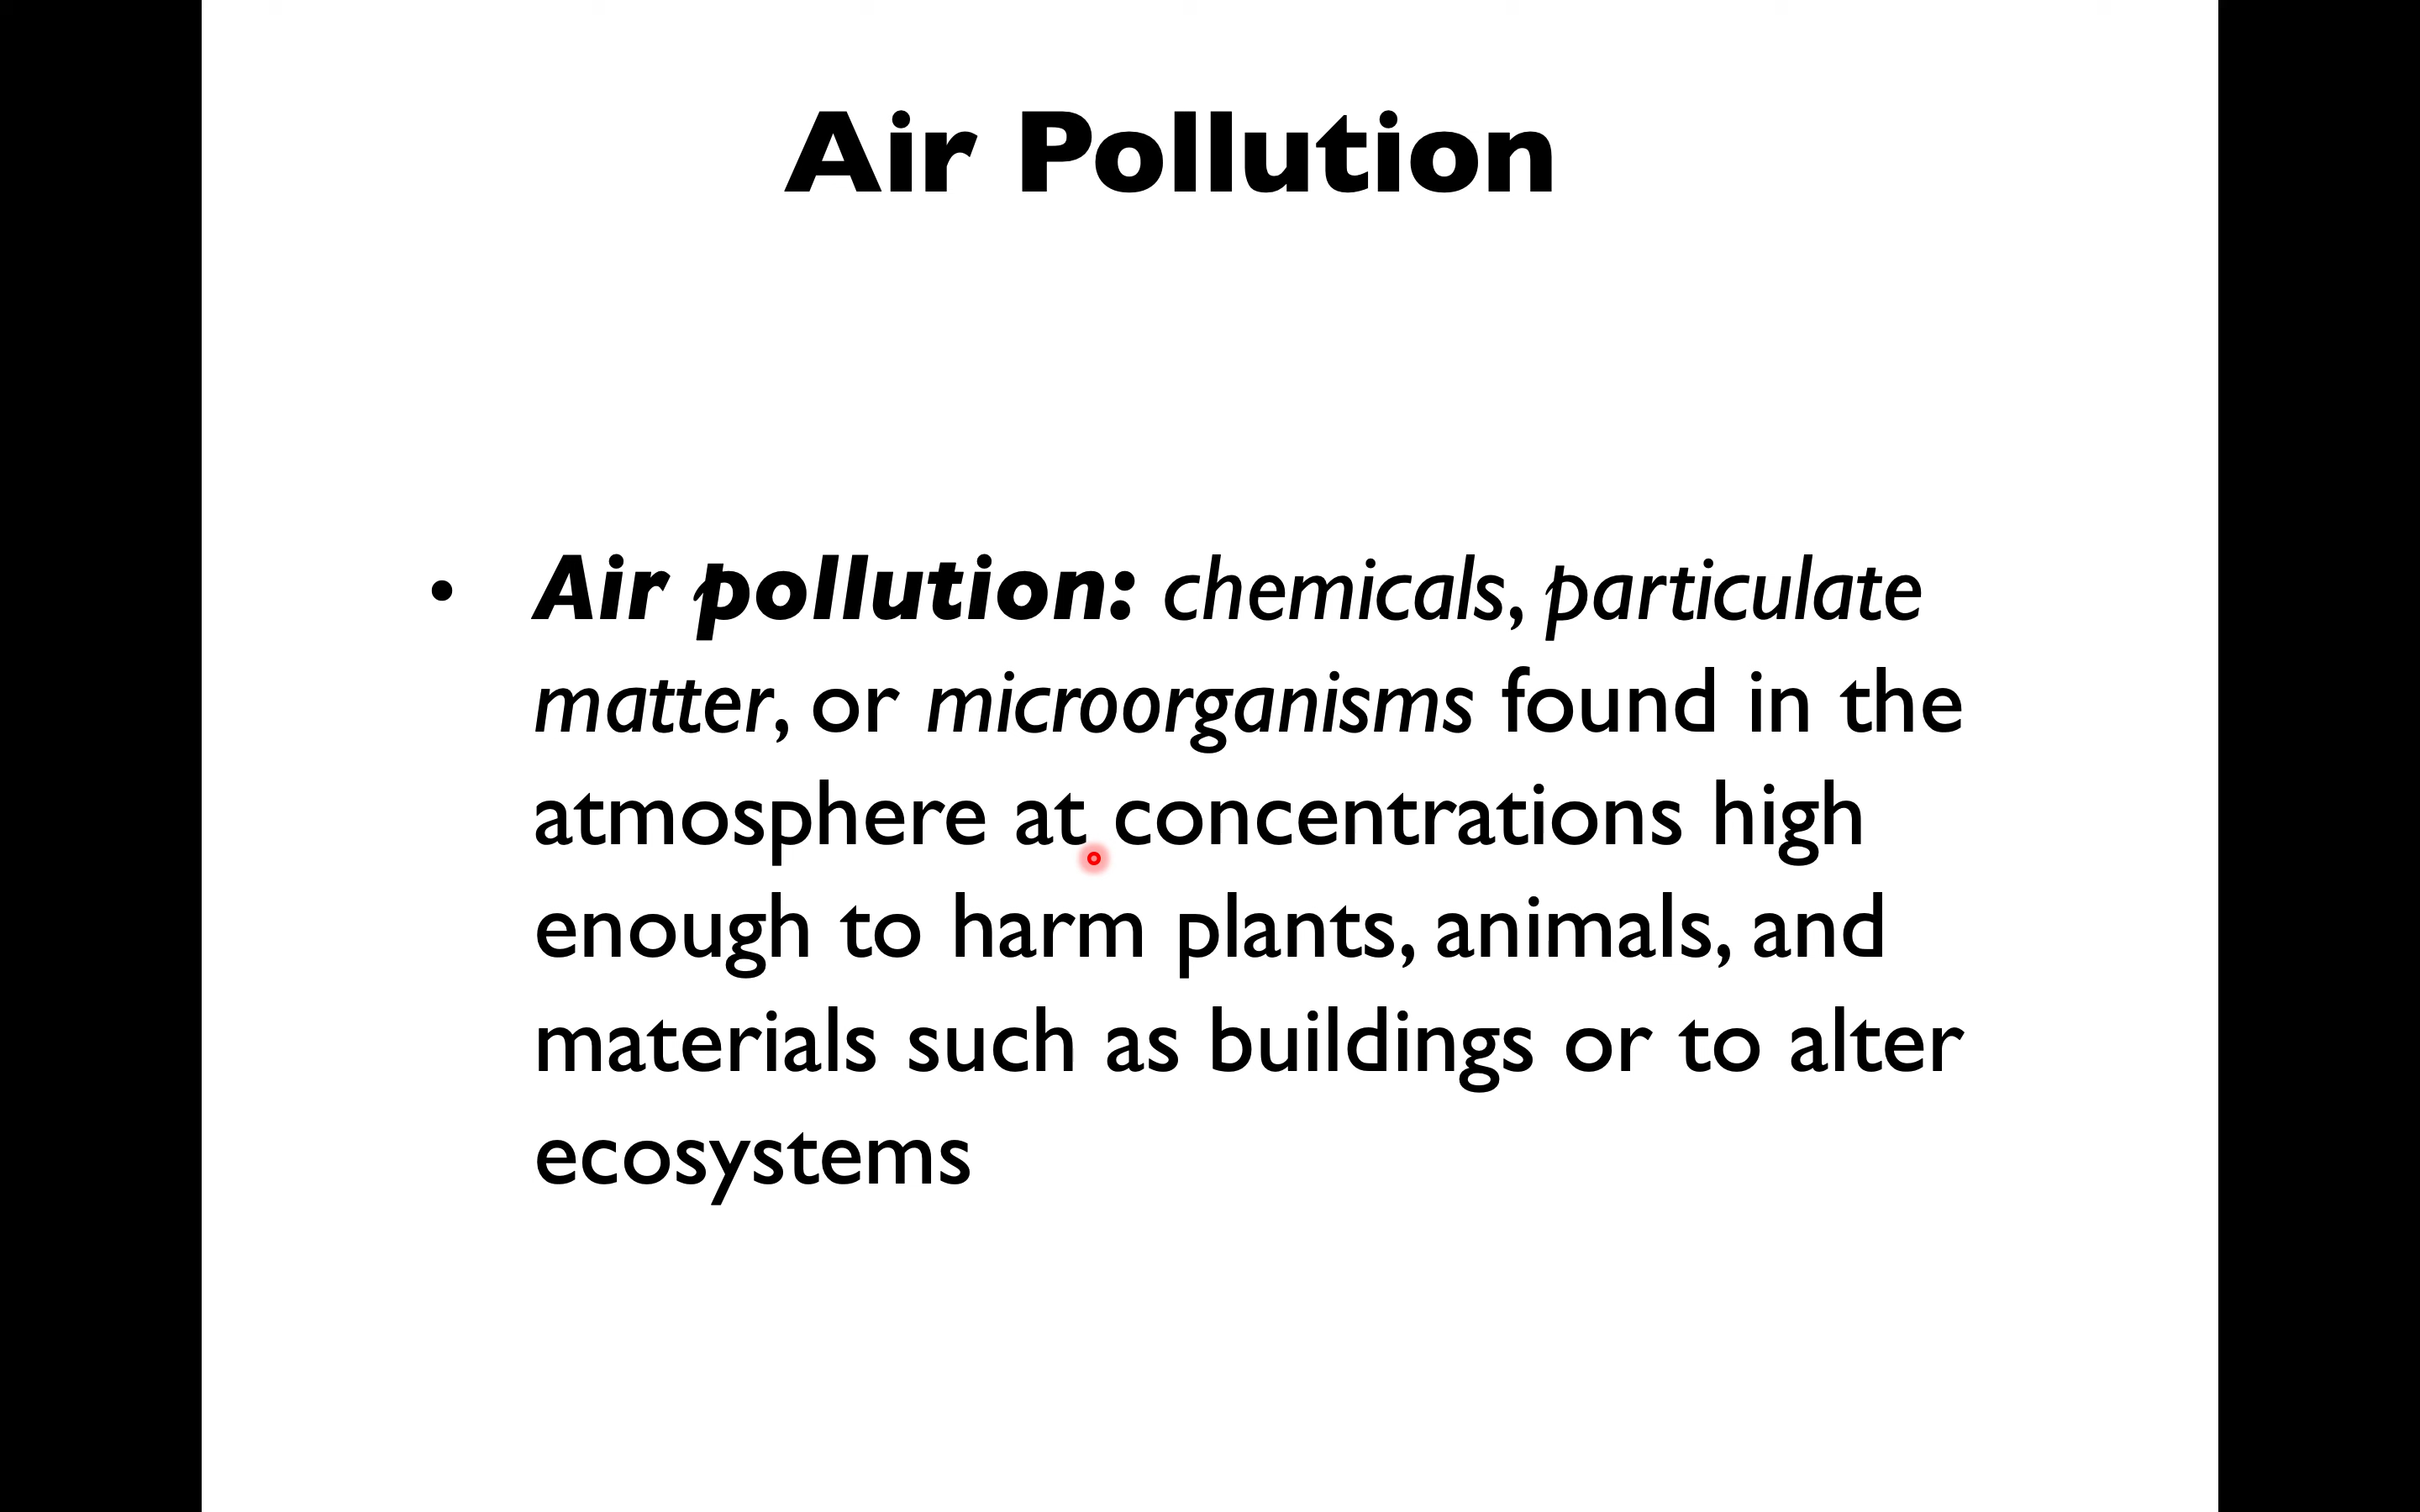 Air Pollution
• Air pollution: chemicals, particulate
matter, or microorganisms found in the
atmosphere at concentrations high
enough to harm plants, animals, and
materials such as buildings or to alter
ecosystems